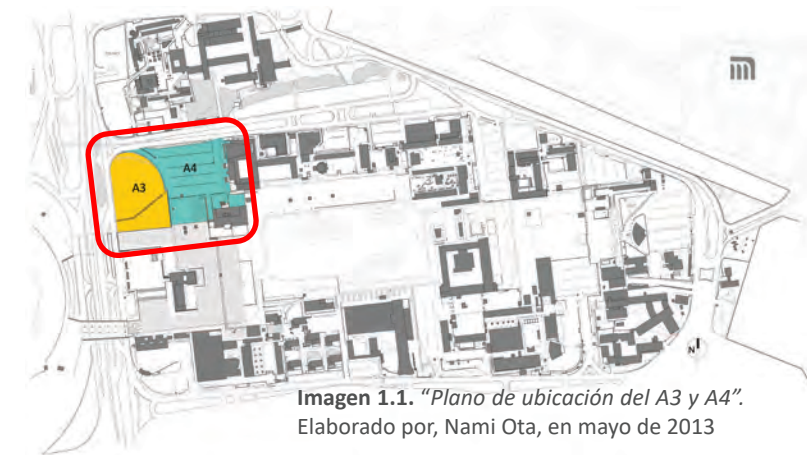 A3
A4
N
Imagen 1.1. “Plano de ubicación del A3 y A4”.
Elaborado por, Nami Ota, en mayo de 2013